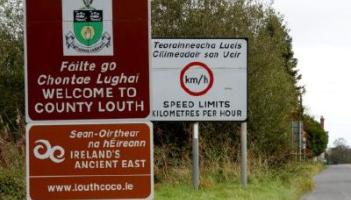 Fáilte go
Chontae Lughaí
WELCOME TO
COUNTY LOUTH
Sean-Oirthear
na hÉireann
IRELAND'S
ANCIENT EAST
www.louthcoco.ie
Teorainneacha Luais
Ciliméadair san Uair
km/h
SPEED LIMITS
KILOMETRES PER HOUR